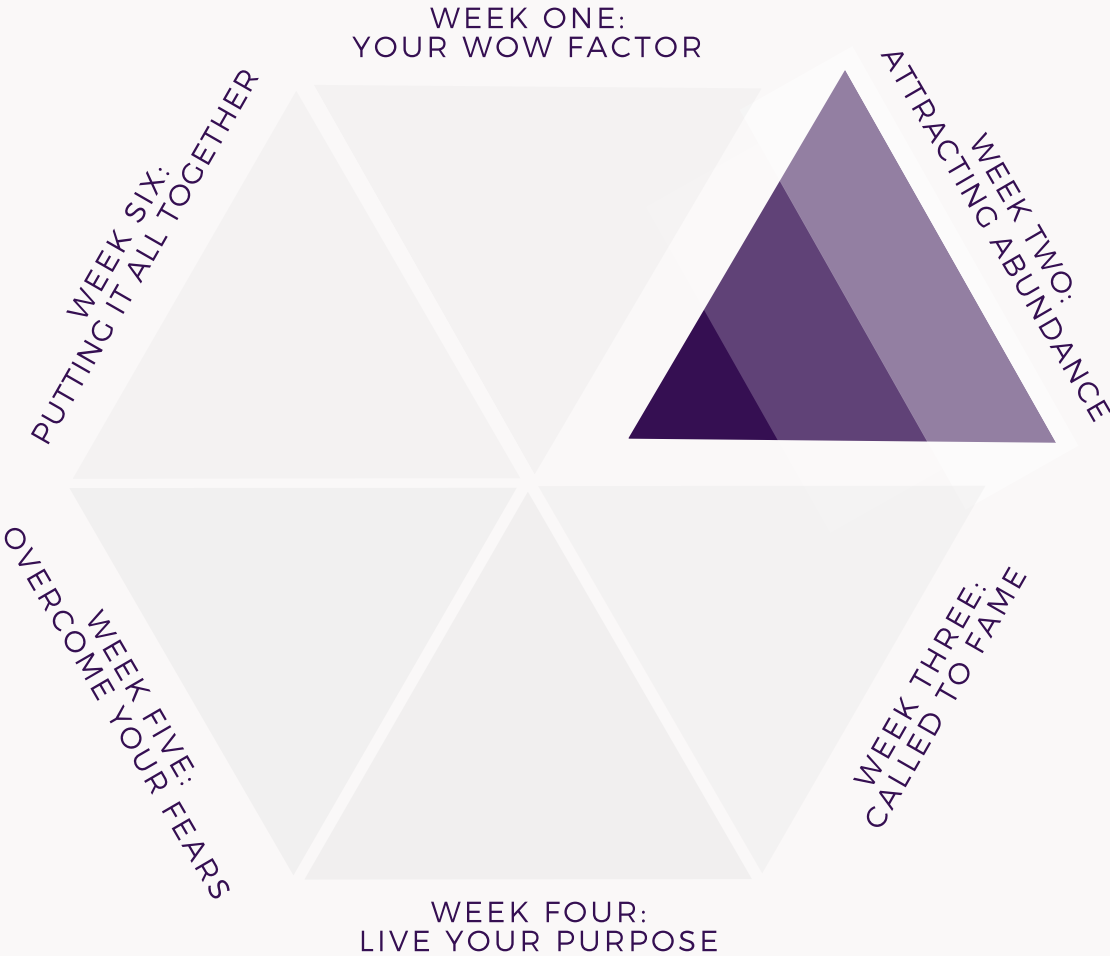 WEEK ONE:
YOUR WOW FACTOR
WEEK TWO:
ATTRACTING ABUNDANCE
WEEK THREE:
CALLED TO FAME
WEEK FOUR:
LIVE YOUR PURPOSE
WEEK FIVE:
OVERCOME YOUR FEARS
WEEK SIX:
PUTTING IT ALL TOGETHER